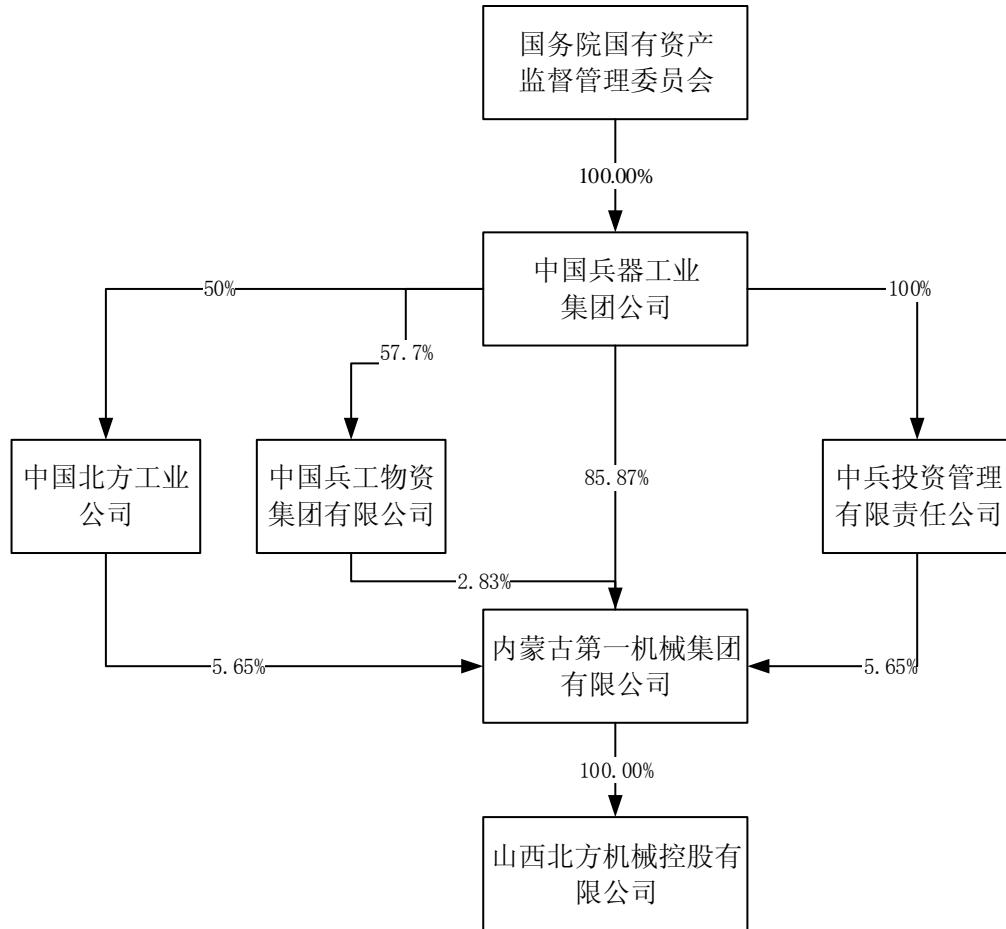 国务院国有资产
监督管理委员会
100.00%
中国兵器工业
集团公司
50%
100%
57.7%
中国北方工业
公司
中国兵工物资
集团有限公司
85.87%
中兵投资管理
有限责任公司
2.83%
内蒙古第一机械集团
有限公司
5.65%
5.65%
100.00%
山西北方机械控股有
限公司